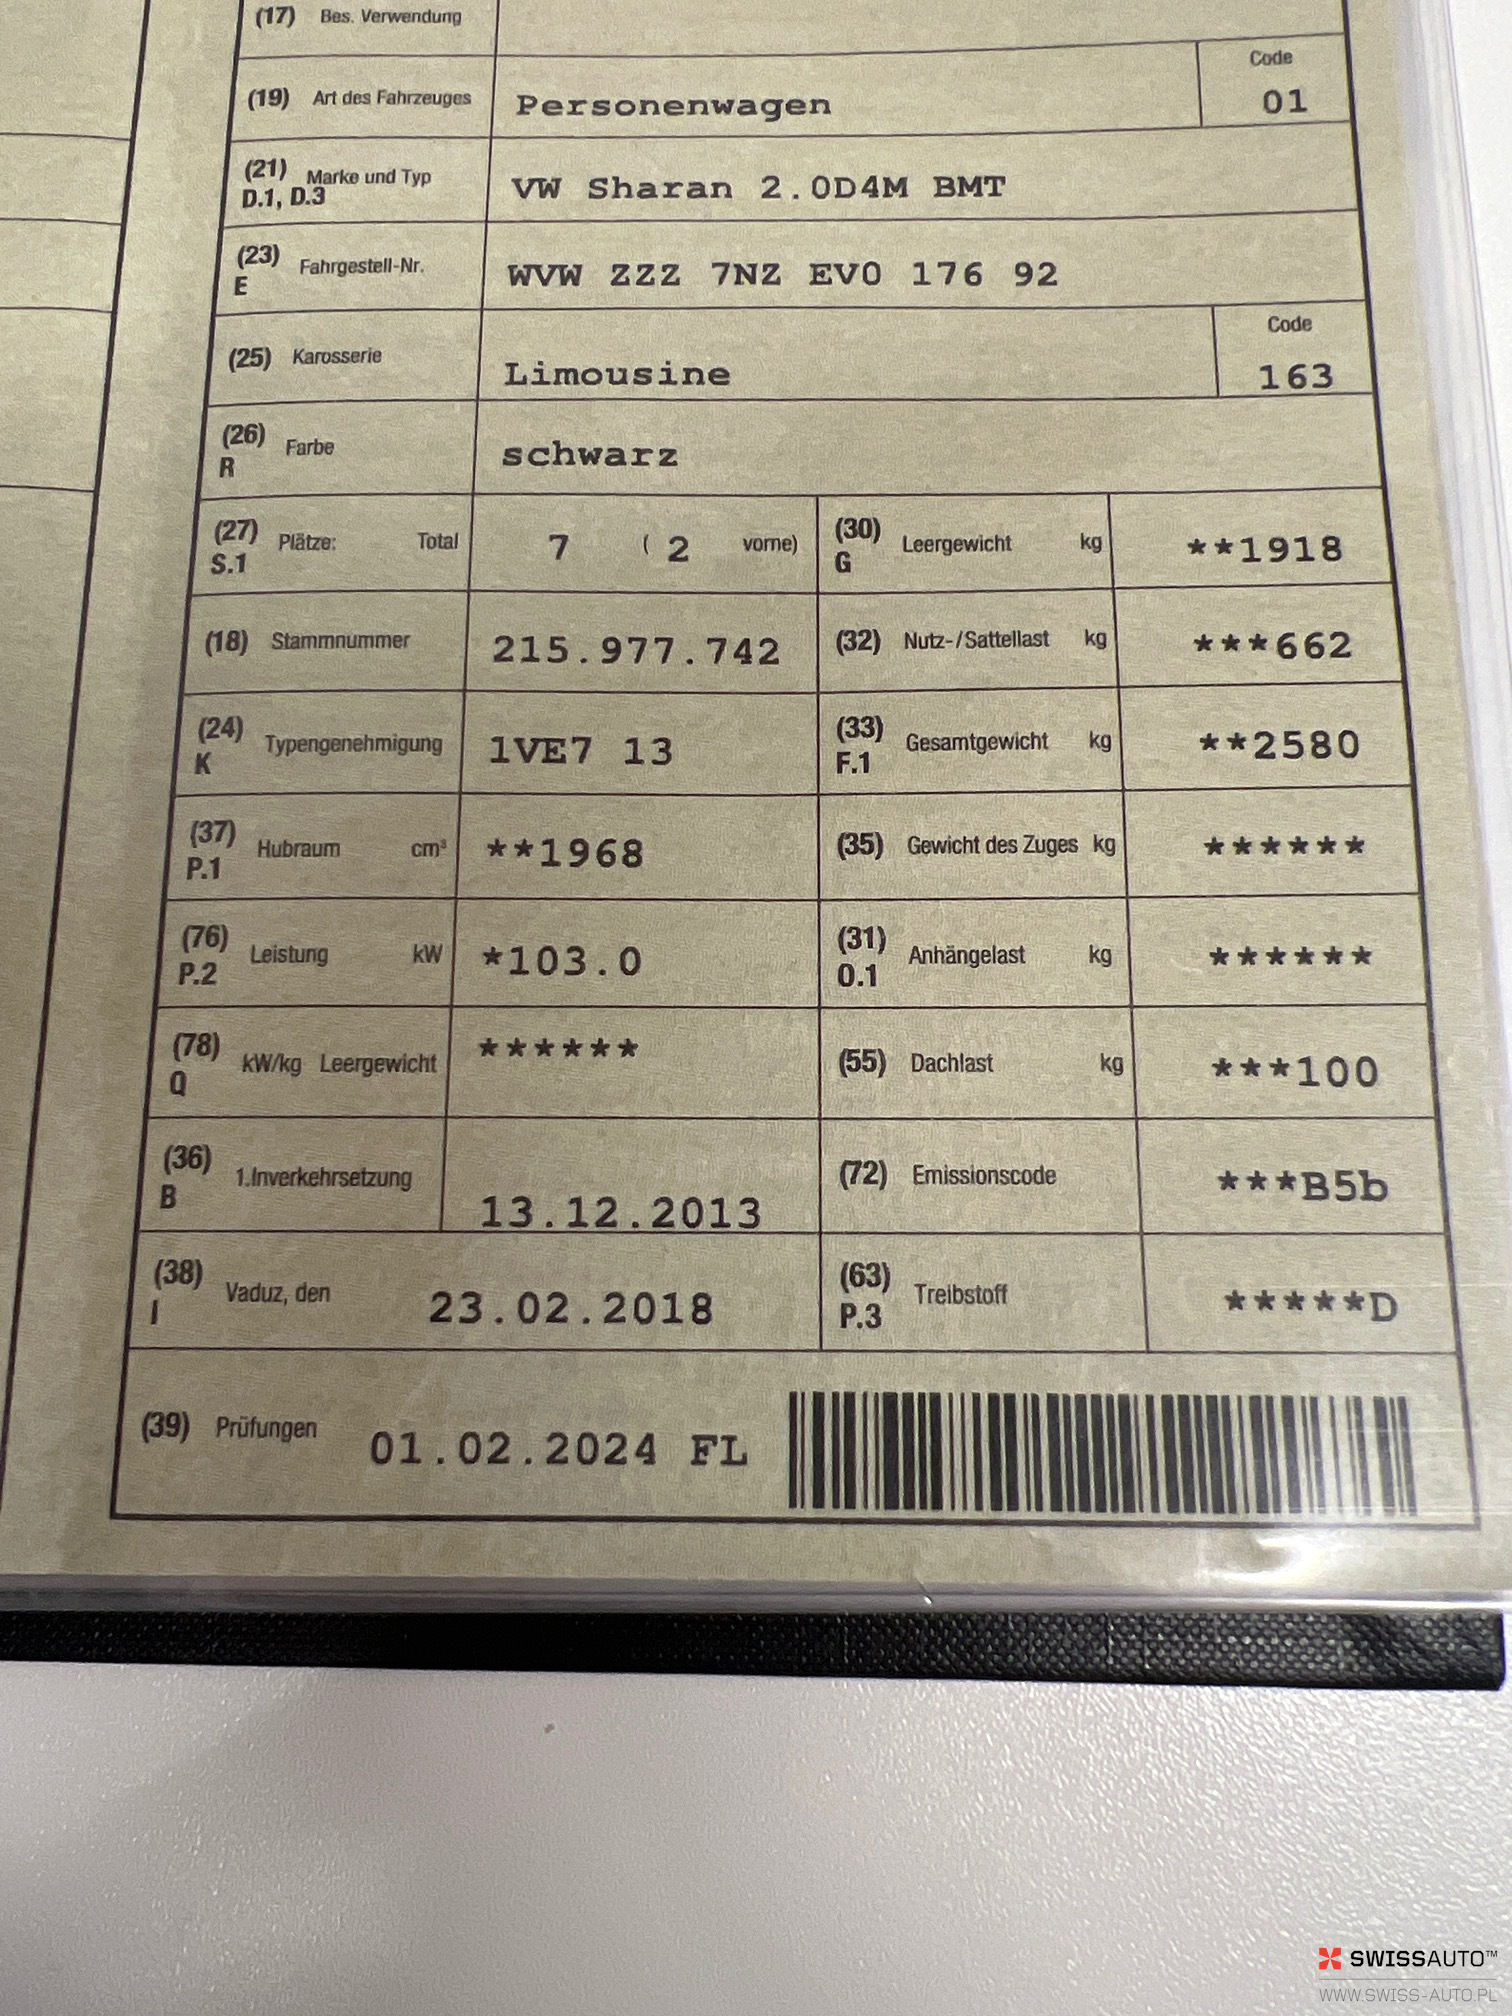 (17) Bes. Verwendung
(19) Art des Fahrzeuges Personenwagen Code 01
(21) D.1, D.3 Marke und Typ VW Sharan 2.0D4M BMT
(23) E Fahrgestell-Nr. WVW ZZZ 7NZ EV0 176 92
(25) Karosserie Limousine Code 163
(26) R Farbe schwarz
(27) S.1 Plätze: Total 7 ( 2 vorne) (30) G Leergewicht kg **1918
(18) Stammnummer 215.977.742 (32) Nutz-/Sattellast kg ***662
(24) K Typengenehmigung 1VE7 13 (33) F.1 Gesamtgewicht kg **2580
(37) P.1 Hubraum cm³ **1968 (35) Gewicht des Zuges kg ******
(76) P.2 Leistung kW *103.0 (31) O.1 Anhängelast kg ******
(78) Q kW/kg Leergewicht ****** (55) Dachlast kg ***100
(36) B 1.Inverkehrsetzung 13.12.2013 (72) Emissionscode ***B5b
(38) I Vaduz, den 23.02.2018 (63) P.3 Treibstoff *****D
(39) Prüfungen 01.02.2024 FL
SWISSAUTO™
WWW.SWISS-AUTO.PL